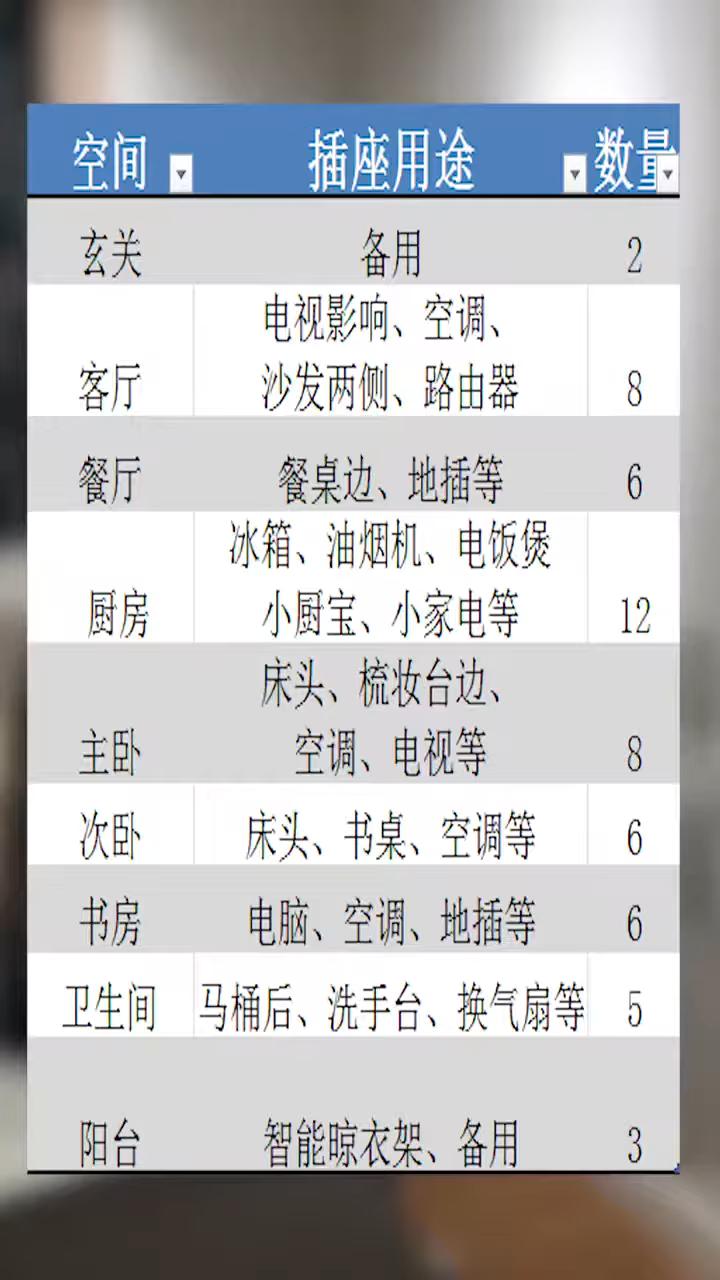 空间 插座用途 数量
玄关 备用 2
电视影响、空调、
客厅 沙发两侧、路由器 8
餐厅 餐桌边、地插等 6
冰箱、油烟机、电饭煲
厨房 小厨宝、小家电等 12
床头、梳妆台边、
主卧 空调、电视等 8
次卧 床头、书桌、空调等 6
书房 电脑、空调、地插等 6
卫生间 马桶后、洗手台、换气扇等 5
阳台 智能晾衣架、备用 3